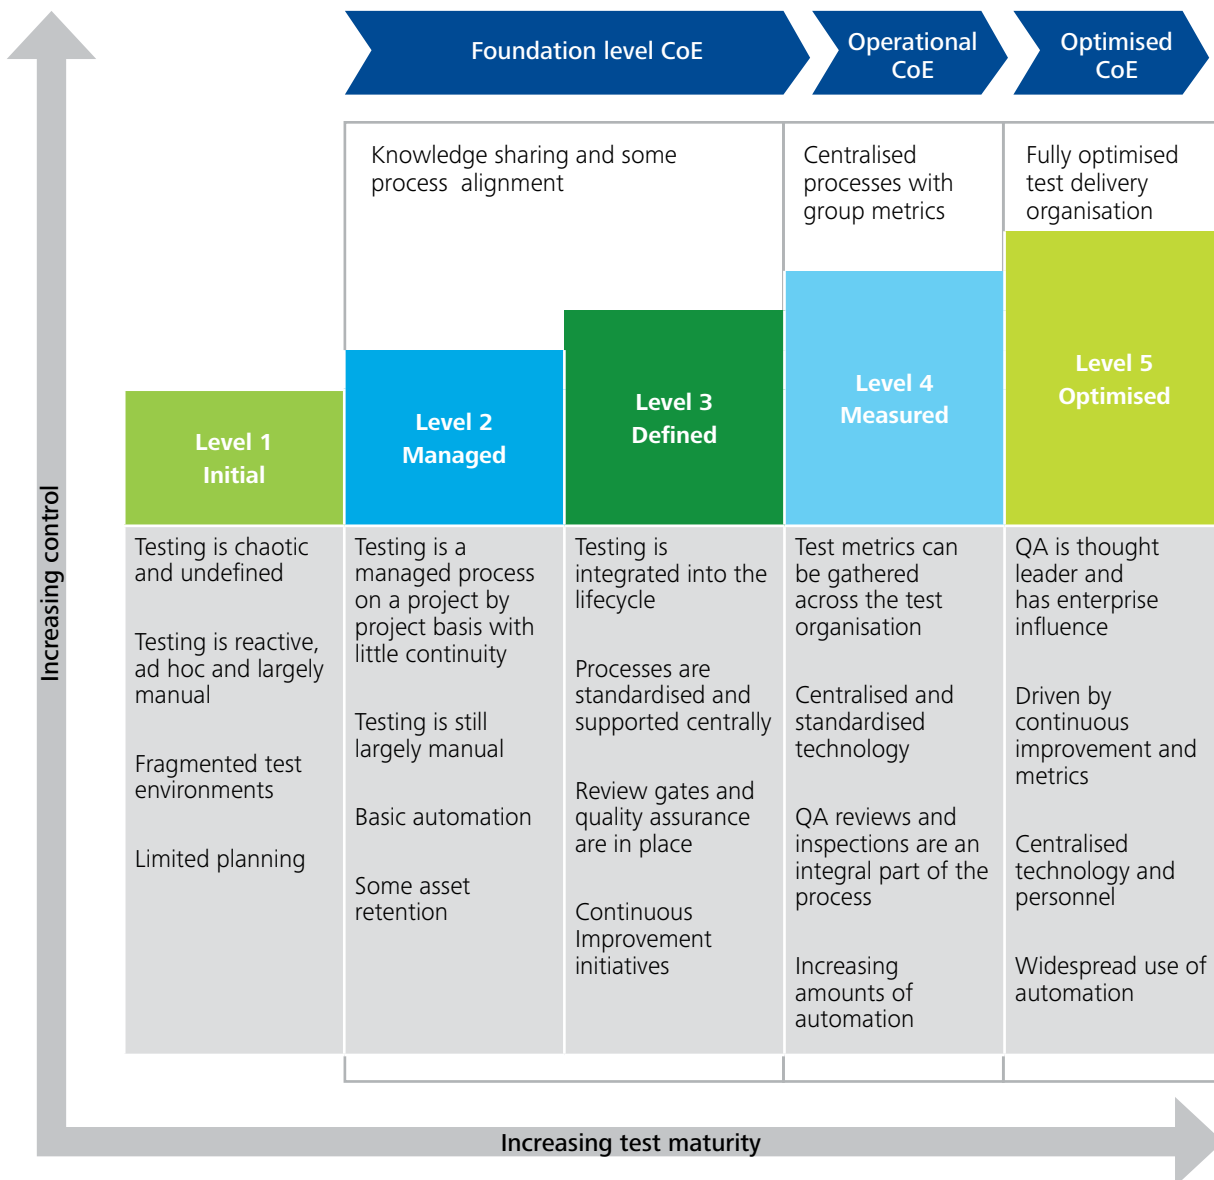 Foundation level CoE
Operational
CoE
Optimised
CoE
Knowledge sharing and some
process alignment
Centralised
processes with
group metrics
Fully optimised
test delivery
organisation
Level 1
Initial
Level 2
Managed
Level 3
Defined
Level 4
Measured
Level 5
Optimised
Testing is chaotic
and undefined
Testing is reactive,
ad hoc and largely
manual
Fragmented test
environments
Limited planning
Testing is a
managed process
on a project by
project basis with
little continuity
Testing is still
largely manual
Basic automation
Some asset
retention
Testing is
integrated into the
lifecycle
Processes are
standardised and
supported centrally
Review gates and
quality assurance
are in place
Continuous
Improvement
initiatives
Test metrics can
be gathered
across the test
organisation
Centralised and
standardised
technology
QA reviews and
inspections are an
integral part of the
process
Increasing
amounts of
automation
QA is thought
leader and
has enterprise
influence
Driven by
continuous
improvement and
metrics
Centralised
technology and
personnel
Widespread use of
automation
Increasing control
Increasing test maturity